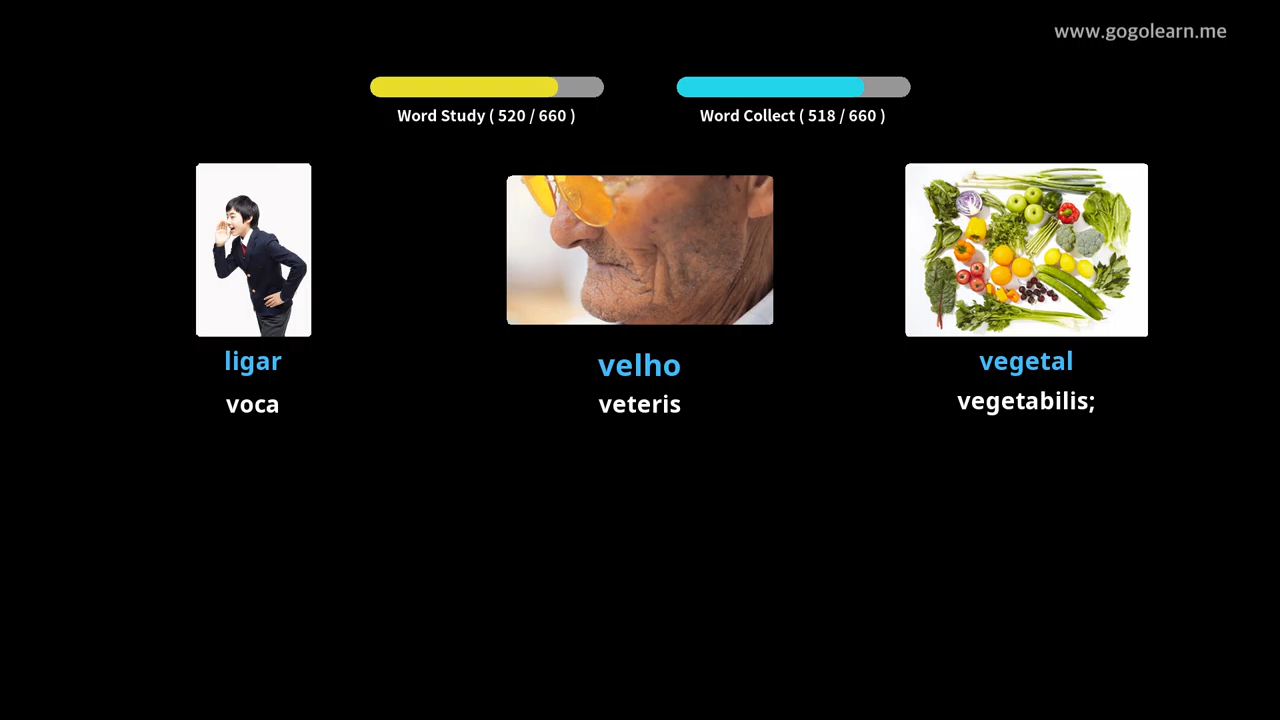 www.gogolearn.me
Word Study ( 520 / 660 )
Word Collect ( 518 / 660 )
ligar
velho
vegetal
voca
veteris
vegetabilis;